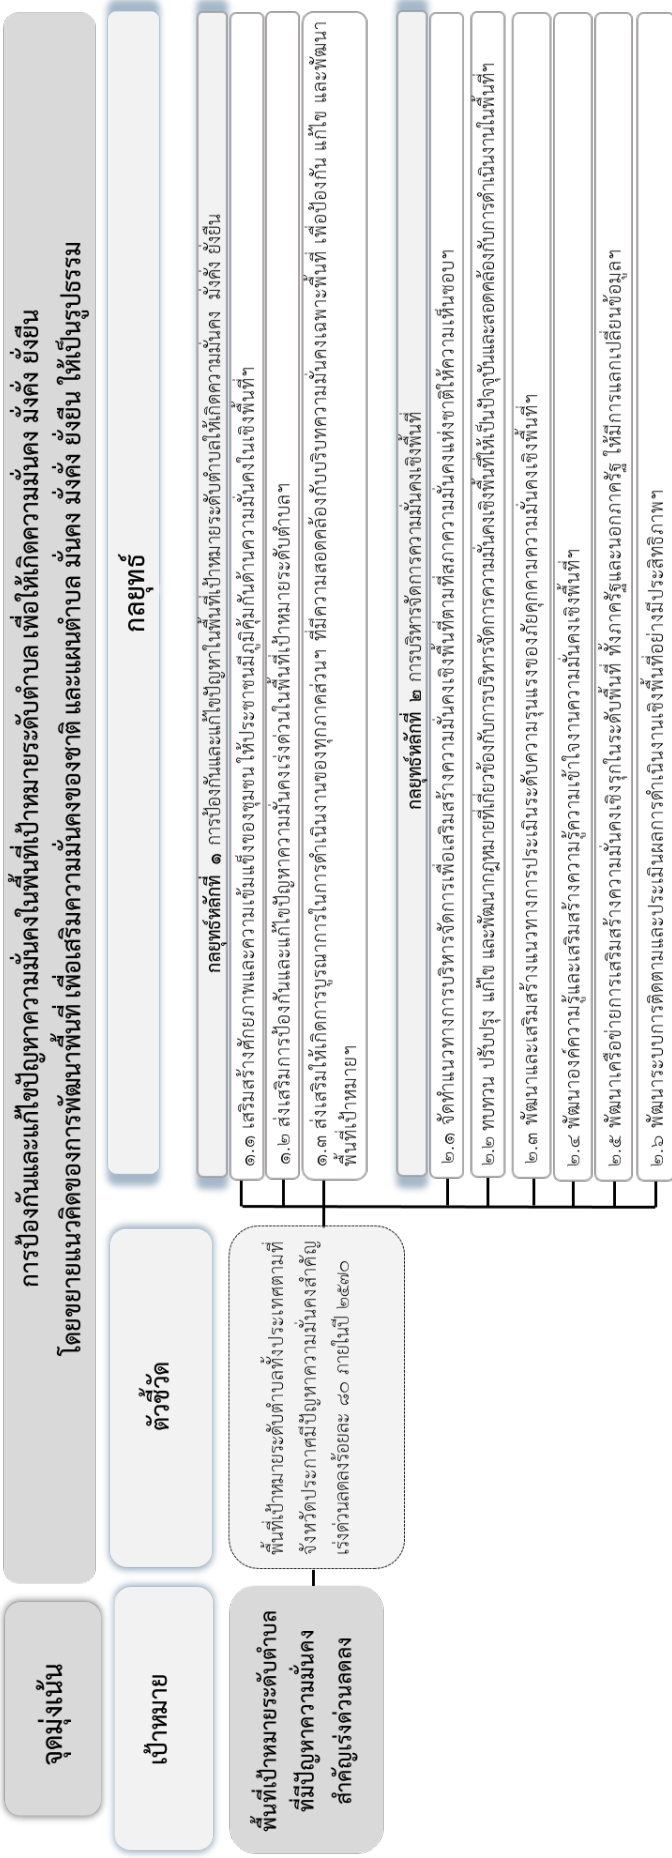 จุดมุ่งเน้น
การป้องกันและแก้ไขปัญหาความมั่นคงในพื้นที่เป้าหมายระดับตำบล เพื่อให้เกิดความมั่นคง มั่งคั่ง ยั่งยืน
โดยขยายแนวคิดของการพัฒนาพื้นที่ เพื่อเสริมความมั่นคงของชาติ และแผนตำบล มั่นคง มั่งคั่ง ยั่งยืน ให้เป็นรูปธรรม
เป้าหมาย
ตัวชี้วัด
กลยุทธ์
พื้นที่เป้าหมายระดับตำบล
ที่มีปัญหาความมั่นคง
สำคัญเร่งด่วนลดลง
พื้นที่เป้าหมายระดับตำบลทั้งประเทศตามที่
จังหวัดประกาศมีปัญหาความมั่นคงสำคัญ
เร่งด่วนลดลงร้อยละ ๘๐ ภายในปี ๒๕๗๐
กลยุทธ์หลักที่ ๑ การป้องกันและแก้ไขปัญหาในพื้นที่เป้าหมายระดับตำบลให้เกิดความมั่นคง มั่งคั่ง ยั่งยืน
๑.๑ เสริมสร้างศักยภาพและความเข้มแข็งของชุมชน ให้ประชาชนมีภูมิคุ้มกันด้านความมั่นคงในเชิงพื้นที่ฯ
๑.๒ ส่งเสริมการป้องกันและแก้ไขปัญหาความมั่นคงเร่งด่วนในพื้นที่เป้าหมายระดับตำบลฯ
๑.๓ ส่งเสริมให้เกิดการบูรณาการในการดำเนินงานของทุกภาคส่วนฯ ที่มีความสอดคล้องกับบริบทความมั่นคงเฉพาะพื้นที่ เพื่อป้องกัน แก้ไข และพัฒนา
พื้นที่เป้าหมายฯ
กลยุทธ์หลักที่ ๒ การบริหารจัดการความมั่นคงเชิงพื้นที่
๒.๑ จัดทำแนวทางการบริหารจัดการเพื่อเสริมสร้างความมั่นคงเชิงพื้นที่ตามที่สภาความมั่นคงแห่งชาติให้ความเห็นชอบฯ
๒.๒ ทบทวน ปรับปรุง แก้ไข และพัฒนากฎหมายที่เกี่ยวข้องกับการบริหารจัดการความมั่นคงเชิงพื้นที่ให้เป็นปัจจุบันและสอดคล้องกับการดำเนินงานในพื้นที่ฯ
๒.๓ พัฒนาและเสริมสร้างแนวทางการประเมินระดับความรุนแรงของภัยคุกคามความมั่นคงเชิงพื้นที่ฯ
๒.๔ พัฒนาองค์ความรู้และเสริมสร้างความรู้ความเข้าใจงานความมั่นคงเชิงพื้นที่ฯ
๒.๕ พัฒนาเครือข่ายการเสริมสร้างความมั่นคงเชิงรุกในระดับพื้นที่ ทั้งภาครัฐและนอกภาครัฐ ให้มีการแลกเปลี่ยนข้อมูลฯ
๒.๖ พัฒนาระบบการติดตามและประเมินผลการดำเนินงานเชิงพื้นที่อย่างมีประสิทธิภาพฯ